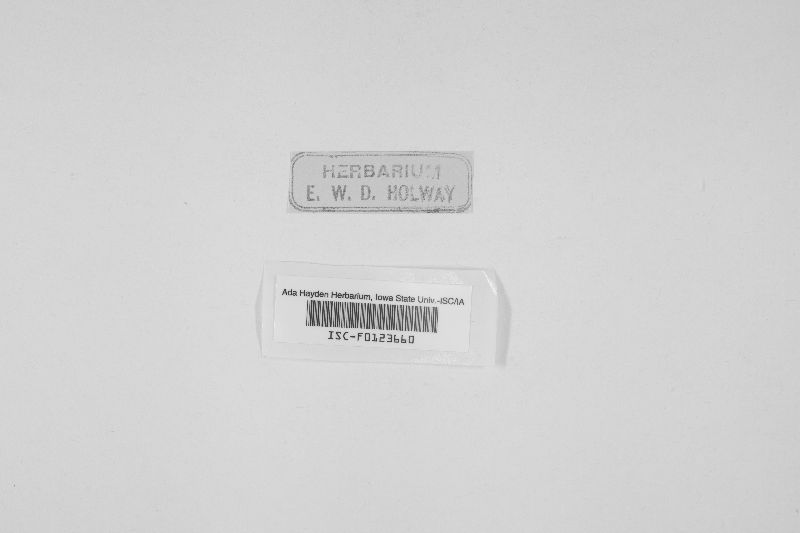 HERBARIUM
E. W. D. HOLWAY
Ada Hayden Herbarium, Iowa State Univ.-ISC/IA
ISC-F0123660